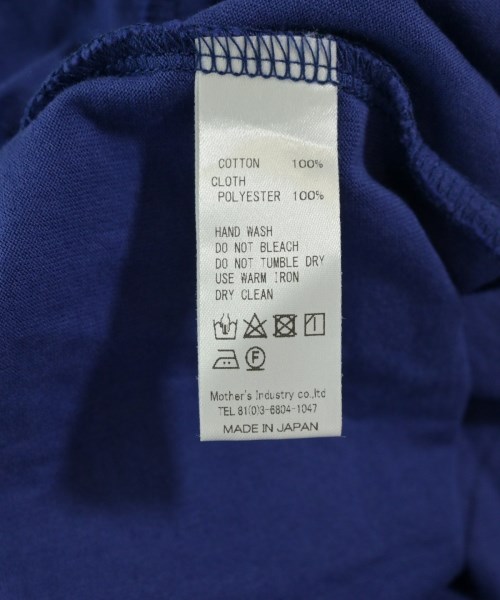 COTTON 100%
CLOTH
POLYESTER 100%
HAND WASH
DO NOT BLEACH
DO NOT TUMBLE DRY
USE WARM IRON
DRY CLEAN
F
Mother's Industry co.,ltd
TEL 81(0)3-6804-1047
MADE IN JAPAN